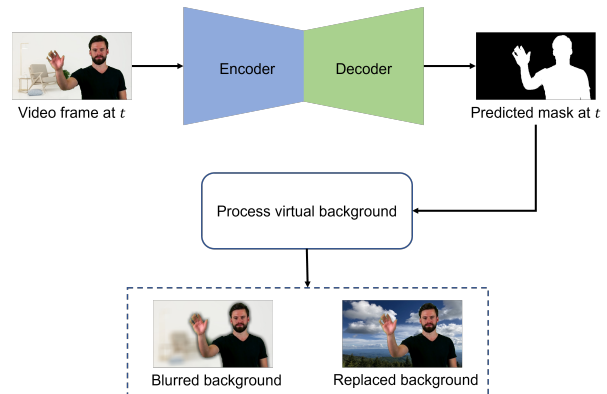 Encoder
Decoder
Video frame at t
Predicted mask at t
Process virtual background
Blurred background
Replaced background